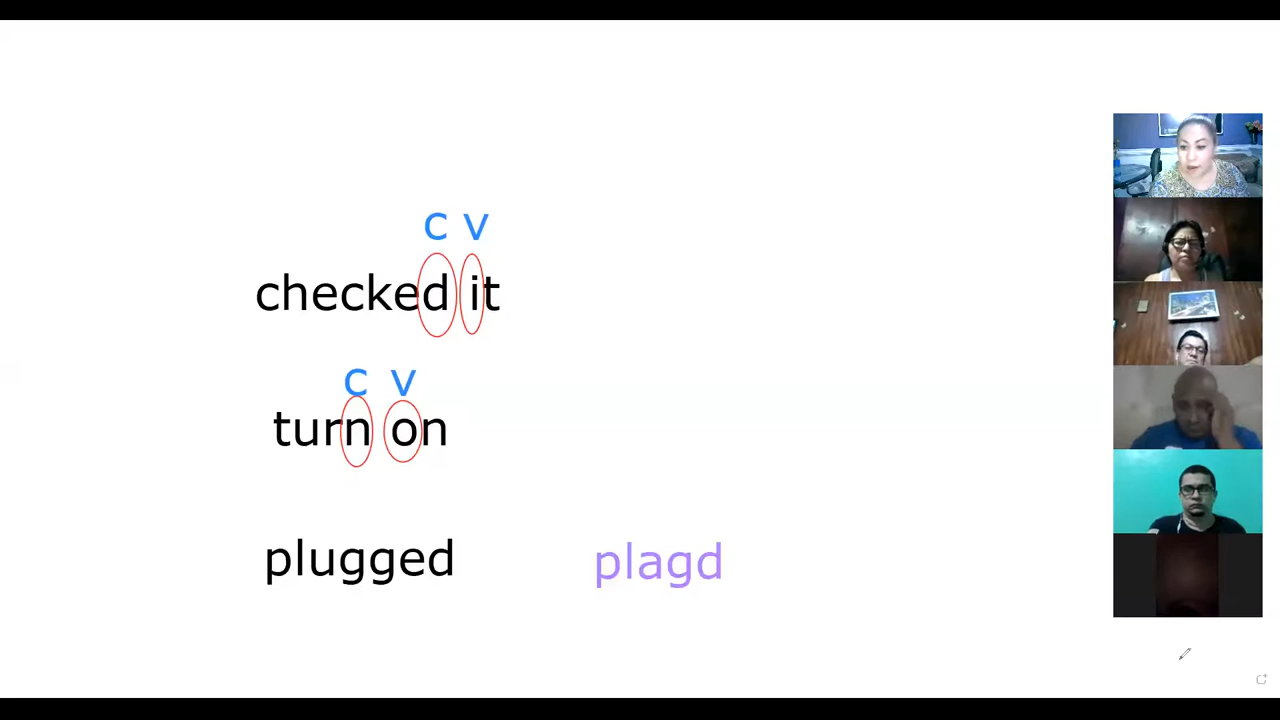 c v
checked it
c v
turn on
plugged plagd